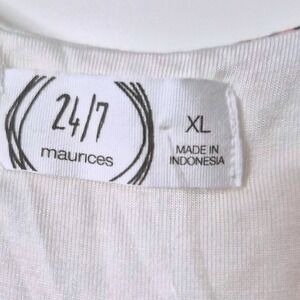 24/7
maurices
XL
MADE IN
INDONESIA